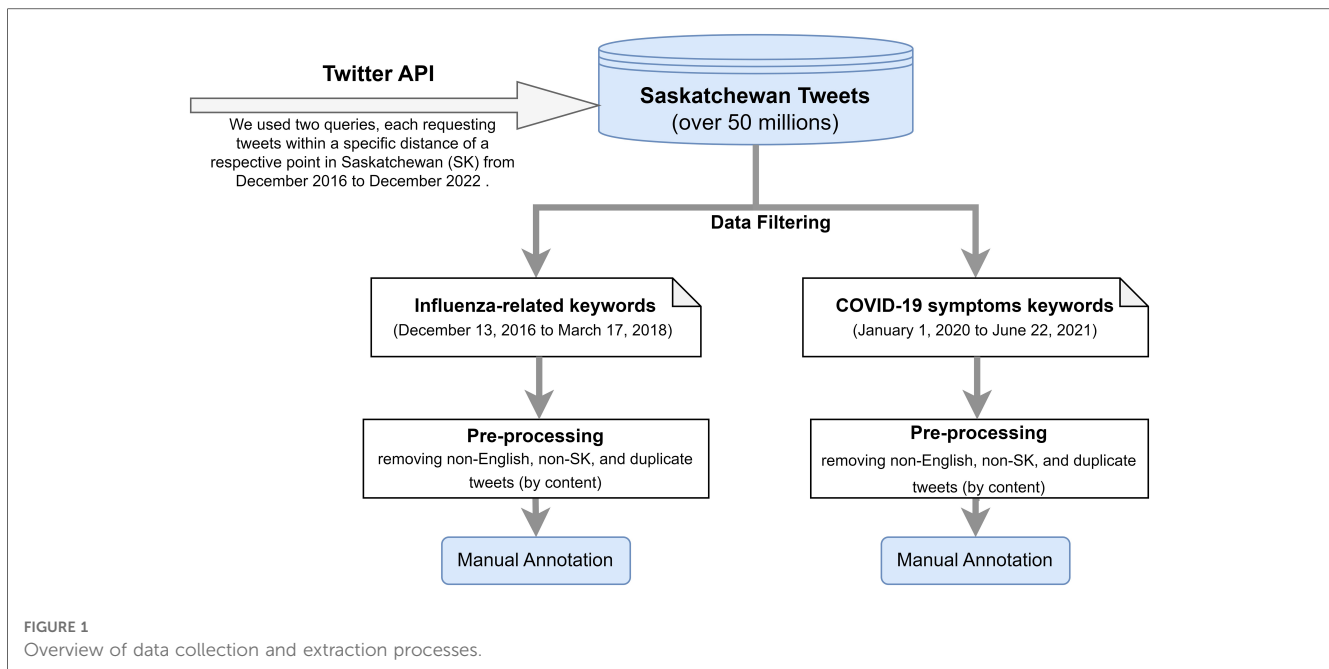 Twitter API
We used two queries, each requesting
tweets within a specific distance of a
respective point in Saskatchewan (SK) from
December 2016 to December 2022 .
Saskatchewan Tweets
(over 50 millions)
Data Filtering
Influenza-related keywords
(December 13, 2016 to March 17, 2018)
COVID-19 symptoms keywords
(January 1, 2020 to June 22, 2021)
Pre-processing
removing non-English, non-SK, and duplicate
tweets (by content)
Pre-processing
removing non-English, non-SK, and duplicate
tweets (by content)
Manual Annotation
Manual Annotation
FIGURE 1
Overview of data collection and extraction processes.